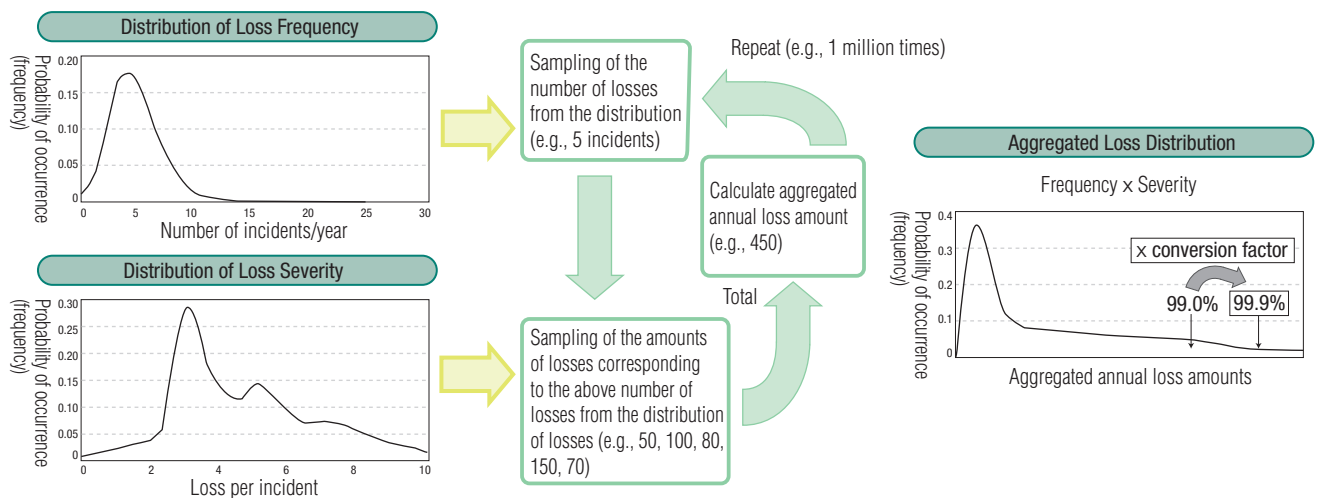 Distribution of Loss Frequency
Probability of occurrence
(frequency)
0.20
0.15
0.10
0.05
0
0 5 10 15 20 25 30
Number of incidents/year
Distribution of Loss Severity
Probability of occurrence
(frequency)
0.30
0.25
0.20
0.15
0.10
0.05
0
0 2 4 6 8 10
Loss per incident
Sampling of the
number of losses
from the distribution
(e.g., 5 incidents)
Repeat (e.g., 1 million times)
Calculate aggregated
annual loss amount
(e.g., 450)
Total
Sampling of the amounts
of losses corresponding
to the above number of
losses from the distribution
of losses (e.g., 50, 100, 80,
150, 70)
Aggregated Loss Distribution
Frequency x Severity
Probability of occurrence
(frequency)
0.4
0.3
0.2
0.1
0
x conversion factor
99.0% 99.9%
Aggregated annual loss amounts